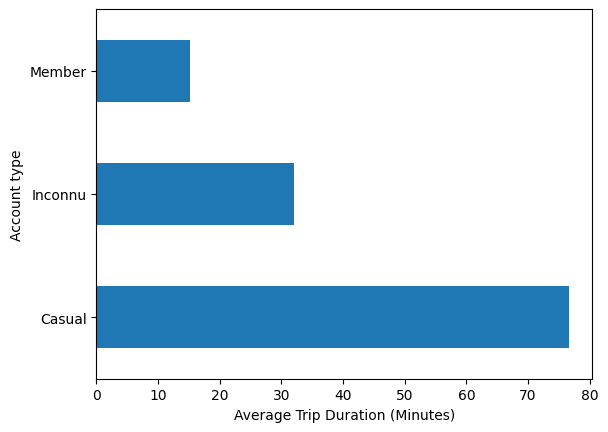 Account type
Member
Inconnu
Casual
0 10 20 30 40 50 60 70 80
Average Trip Duration (Minutes)